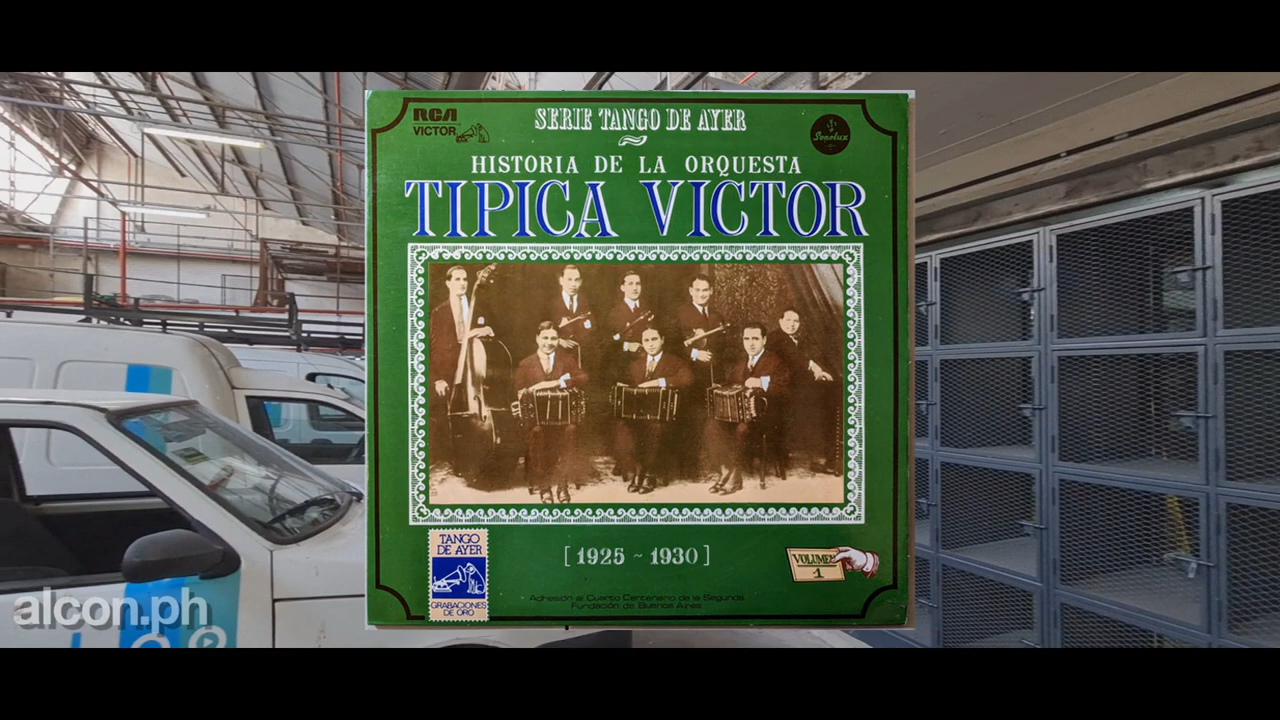 RCA
VICTOR
SERIE TANGO DE AYER
Sonolux
HISTORIA DE LA ORQUESTA
TIPICA VICTOR
TANGO
DE AYER
GRABACIONES
DE ORO
[1925 ~ 1930]
VOLUMEN
1
Adhesión al Cuarto Centenario de la Segunda
Fundación de Buenos Aires
alcon.ph